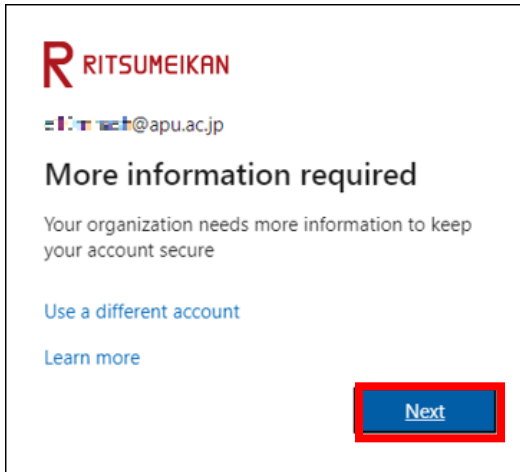 RITSUMEIKAN
@apu.ac.jp
More information required
Your organization needs more information to keep
your account secure
Use a different account
Learn more
Next